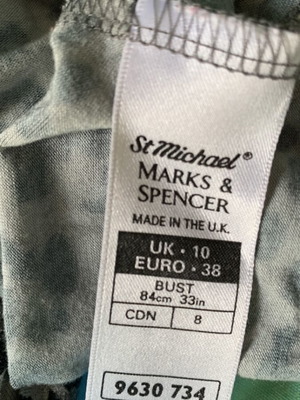 St Michael®
MARKS &
SPENCER
MADE IN THE U.K.
UK • 10
EURO • 38
BUST
84cm 33in
CDN 8
9630 734